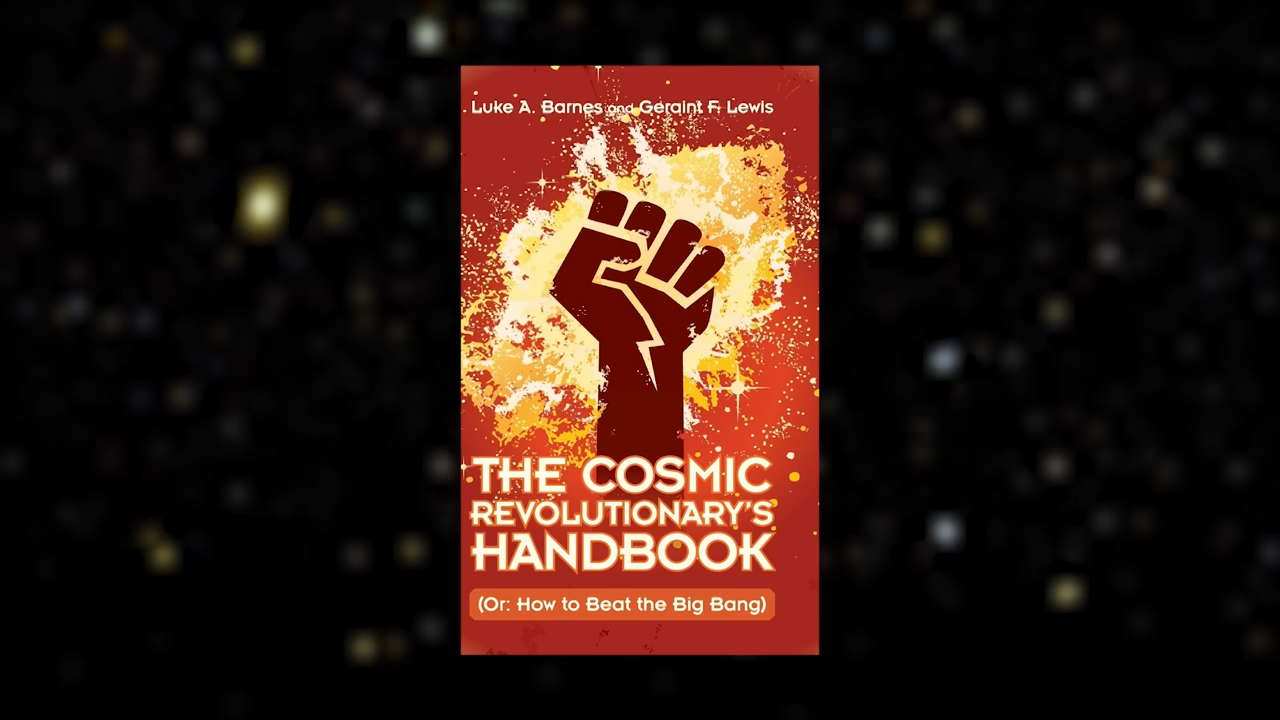 Luke A. Barnes and Geraint F. Lewis
THE COSMIC
REVOLUTIONARY'S
HANDBOOK
(Or: How to Beat the Big Bang)